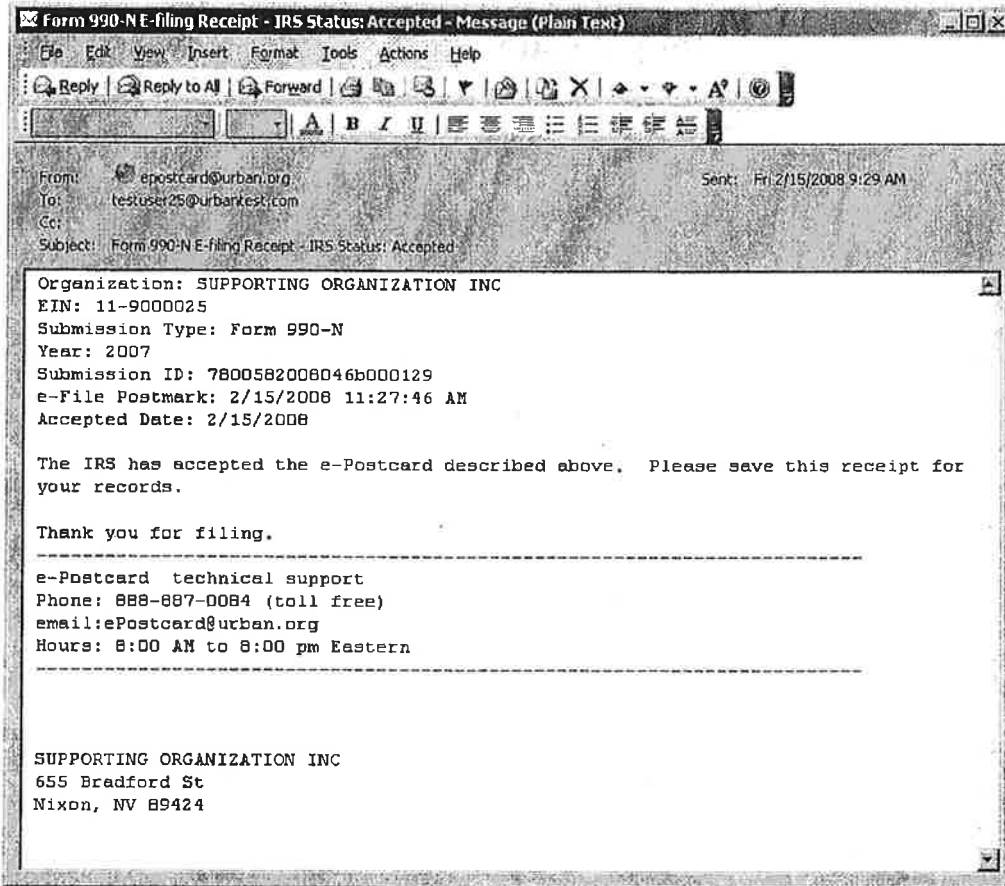 Form 990-N E-filing Receipt - IRS Status: Accepted - Message (Plain Text)
File Edit View Insert Format Tools Actions Help
Reply Reply to All Forward
A B I U
From: epostcard@urban.org Sent: Fri 2/15/2008 9:29 AM
To: testuser25@urbantest.com
Cc:
Subject: Form 990-N E-filing Receipt - IRS Status: Accepted
Organization: SUPPORTING ORGANIZATION INC
EIN: 11-9000025
Submission Type: Form 990-N
Year: 2007
Submission ID: 7800582008046b000129
e-File Postmark: 2/15/2008 11:27:46 AM
Accepted Date: 2/15/2008
The IRS has accepted the e-Postcard described above. Please save this receipt for
your records.
Thank you for filing.
e-Postcard technical support
Phone: 888-887-0084 (toll free)
email:ePostcard@urban.org
Hours: 8:00 AM to 8:00 pm Eastern
SUPPORTING ORGANIZATION INC
655 Bradford St
Nixon, NV 89424